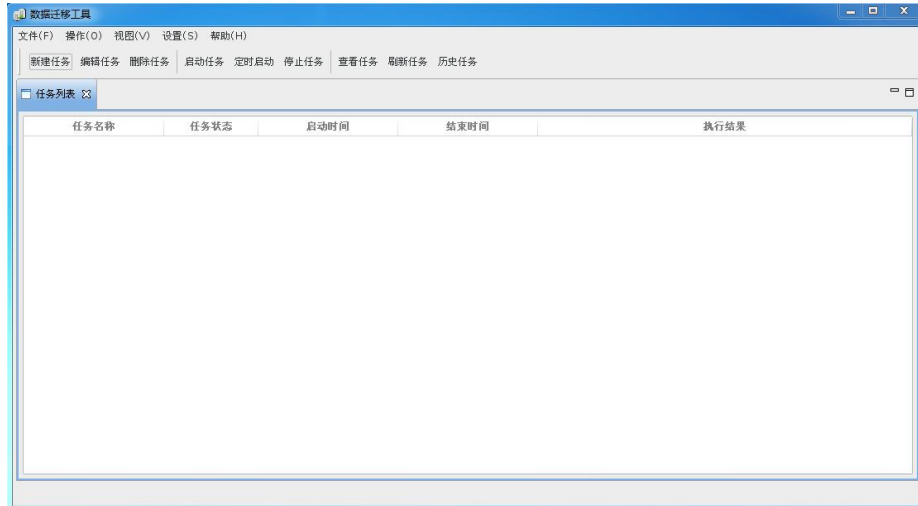 数据迁移工具
文件(F) 操作(O) 视图(V) 设置(S) 帮助(H)
新建任务 编辑任务 删除任务 启动任务 定时启动 停止任务 查看任务 刷新任务 历史任务
任务列表
任务名称 任务状态 启动时间 结束时间 执行结果